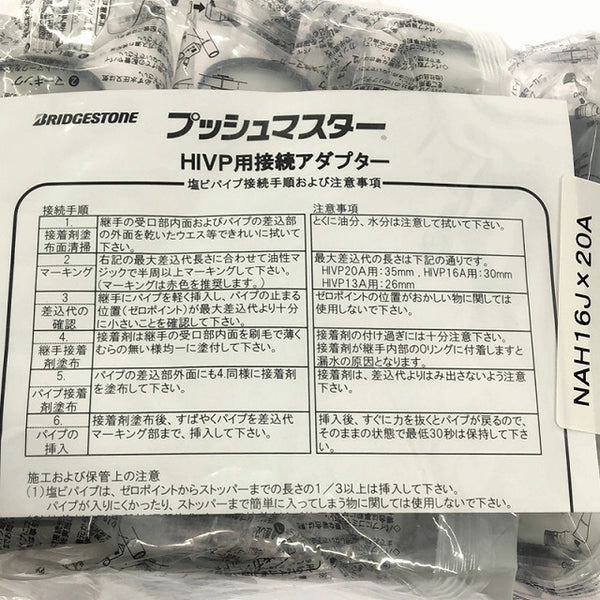 BRIDGESTONE プッシュマスター
HIVP用接続アダプター
塩ビパイプ接続手順および注意事項
接続手順
注意事項
1.
接着剤塗
布面清掃
継手の受口部内面およびパイプの差込部
の外面を乾いたウエス等できれいに拭いて
下さい。
とくに油分、水分は注意して拭いて下さい。
2
マーキング
右記の最大差込代長さに合わせて油性マ
ジックで半周以上マーキングして下さい。
(マーキングは赤色を推奨します。)
最大差込代の長さは下記の通りです。
HIVP20A用:35mm , HIVP16A用:30mm
HIVP13A用:26mm
3
差込代の
確認
継手にパイプを軽く挿入し、パイプの止まる
位置(ゼロポイント)が最大差込代より十分
に小さいことを確認して下さい。
ゼロポイントの位置がおかしい物に関しては
使用しないで下さい。
4.
継手接着
剤塗布
接着剤は継手の受口部内面を刷毛で薄く
むらの無い様均一に塗付して下さい。
接着剤の付け過ぎには十分注意下さい。
接着剤が継手内部のOリングに付着しますと
漏水の原因となります。
5.
パイプ接着
剤塗布
パイプの差込部外面にも4.同様に接着剤
を塗布して下さい。
接着剤は、差込代よりはみ出さないよう注意
下さい。
6.
パイプの
挿入
接着剤塗布後、すばやくパイプを差込代
マーキング部まで、挿入して下さい。
挿入後、すぐに力を抜くとパイプが戻るので、
そのままの状態で最低30秒は保持して下さ
い。
施工および保管上の注意
(1)塩ビパイプは、ゼロポイントからストッパーまでの長さの1/3以上は挿入して下さい。
パイプが入りにくかったり、ストッパーまで簡単に入ってしまう物に関しては使用しないで下さい。
NAH16J×20A